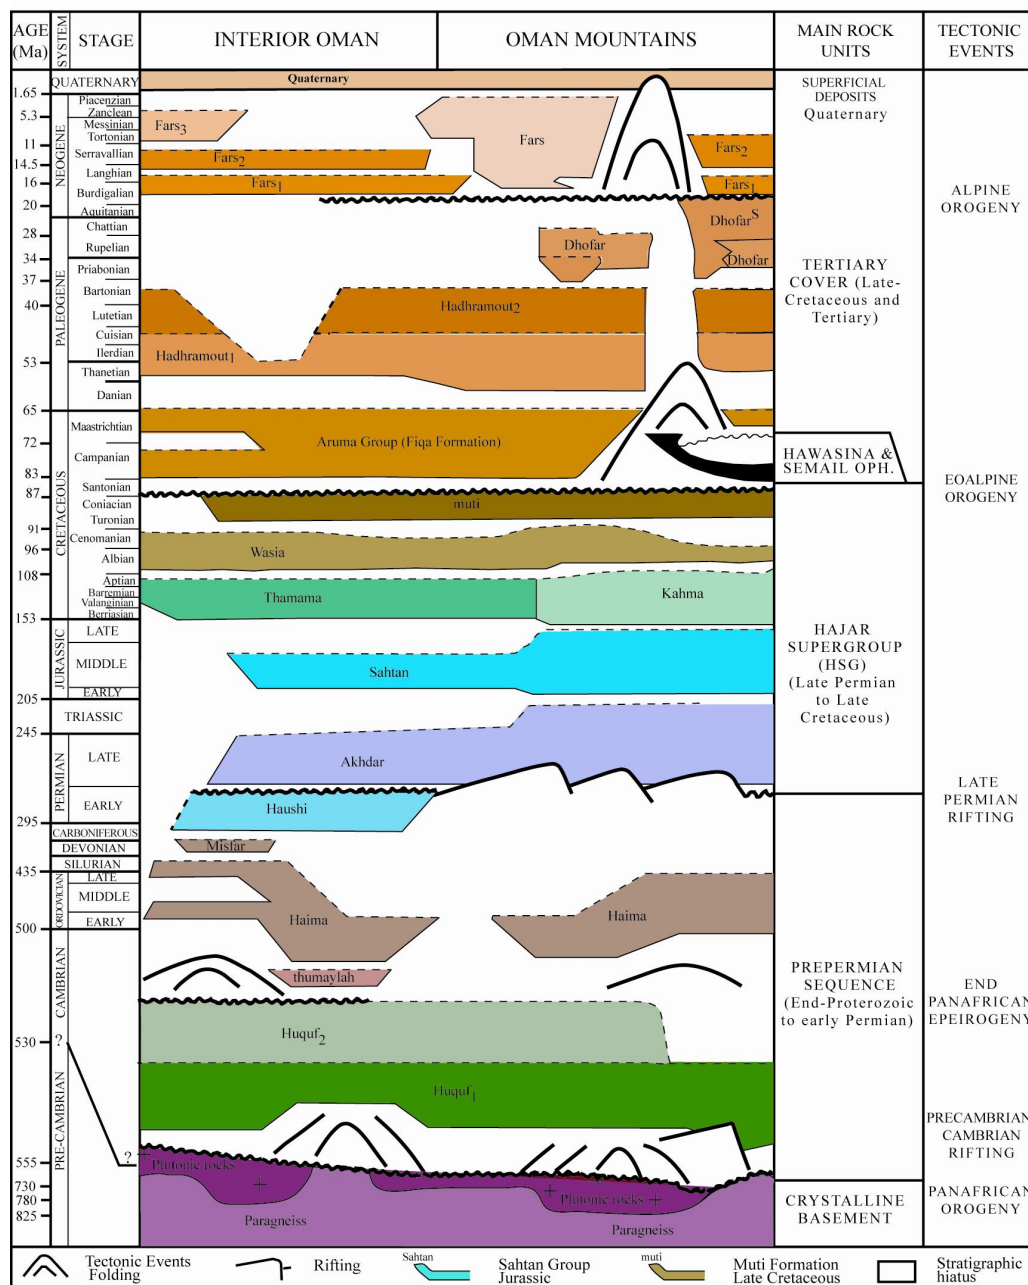 AGE (Ma)
SYSTEM
STAGE
INTERIOR OMAN
OMAN MOUNTAINS
MAIN ROCK
UNITS
TECTONIC
EVENTS
QUATERNARY
Quaternary
SUPERFICIAL
DEPOSITS
Quaternary
1.65
5.3
11
14.5
16
20
28
34
37
40
53
65
72
83
87
91
96
108
153
205
245
295
435
500
530
555
730
780
825
NEOGENE
PALEOGENE
CRETACEOUS
JURASSIC
PERMIAN
ORDOVICIAN
CAMBRIAN
?
PRE-CAMBRIAN
?
Piacenzian
Zanclean
Messinian
Tortonian
Serravallian
Langhian
Burdigalian
Aquitanian
Chattian
Rupelian
Priabonian
Bartonian
Lutetian
Cuisian
Ilerdian
Thanetian
Danian
Maastrichtian
Campanian
Santonian
Coniacian
Turonian
Cenomanian
Albian
Aptian
Barremian
Valanginian
Berriasian
LATE
MIDDLE
EARLY
TRIASSIC
LATE
EARLY
CARBONIFEROUS
DEVONIAN
SILURIAN
LATE
MIDDLE
EARLY
Fars3
Fars
Fars2
Fars2
Fars1
Fars1
DhofarS
Dhofar
Dhofar
Hadhramout2
Hadhramout1
Aruma Group (Fiqa Formation)
muti
Wasia
Thamama
Kahma
Sahtan
Akhdar
Haushi
Misfar
Haima
Haima
thumaylah
Huquf2
Huquf1
Plutonic rocks
Plutonic rocks
Paragneiss
Paragneiss
TERTIARY
COVER (Late-
Cretaceous and
Tertiary)
HAWASINA &
SEMAIL OPH.
HAJAR
SUPERGROUP
(HSG)
(Late Permian
to Late
Cretaceous)
PREPERMIAN
SEQUENCE
(End-Proterozoic
to early Permian)
CRYSTALLINE
BASEMENT
ALPINE
OROGENY
EOALPINE
OROGENY
LATE
PERMIAN
RIFTING
END
PANAFRICAN
EPEIROGENY
PRECAMBRIAN/
CAMBRIAN
RIFTING
PANAFRICAN
OROGENY
Tectonic Events
Folding
Rifting
Sahtan
Sahtan Group
Jurassic
muti
Muti Formation
Late Cretaceous
Stratigraphic
hiatus